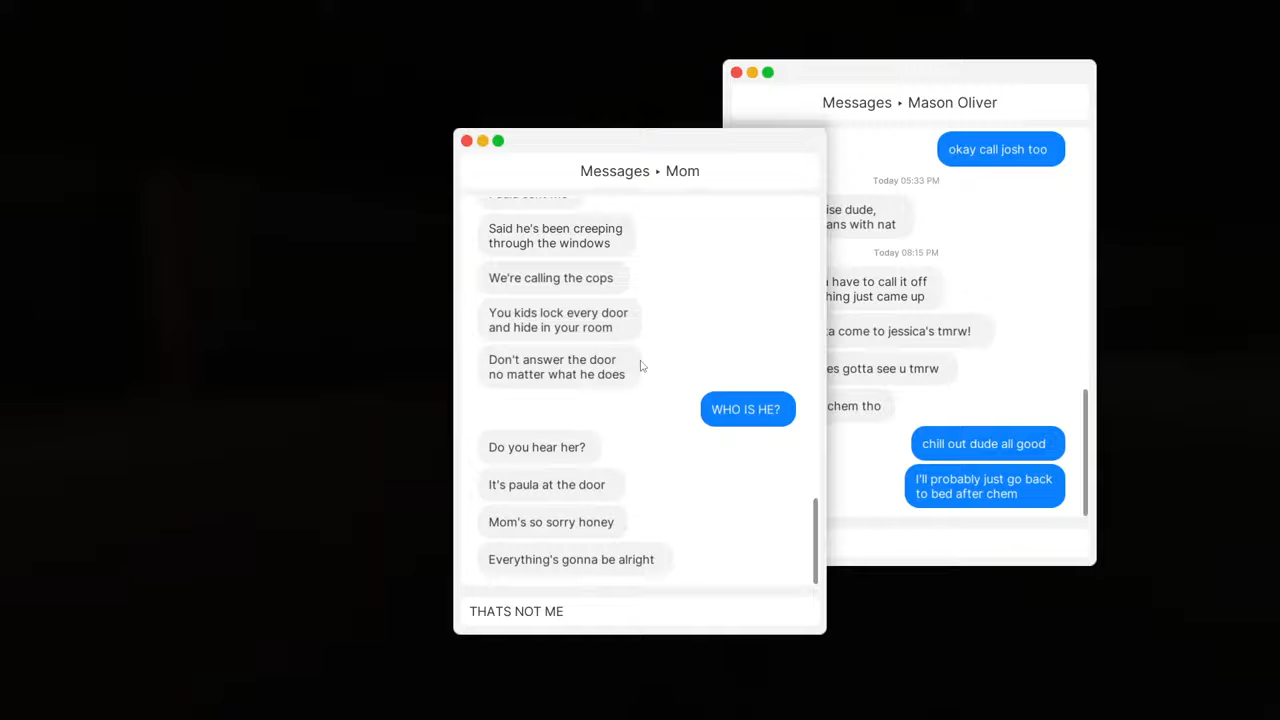 Messages ▸ Mom
Said he's been creeping
through the windows
We're calling the cops
You kids lock every door
and hide in your room
Don't answer the door
no matter what he does
WHO IS HE?
Do you hear her?
It's paula at the door
Mom's so sorry honey
Everything's gonna be alright
THATS NOT ME
Messages ▸ Mason Oliver
okay call josh too
Today 05:33 PM
dude,
with nat
Today 08:15 PM
have to call it off
just came up
come to jessica's tmrw!
gotta see u tmrw
chem tho
chill out dude all good
I'll probably just go back
to bed after chem